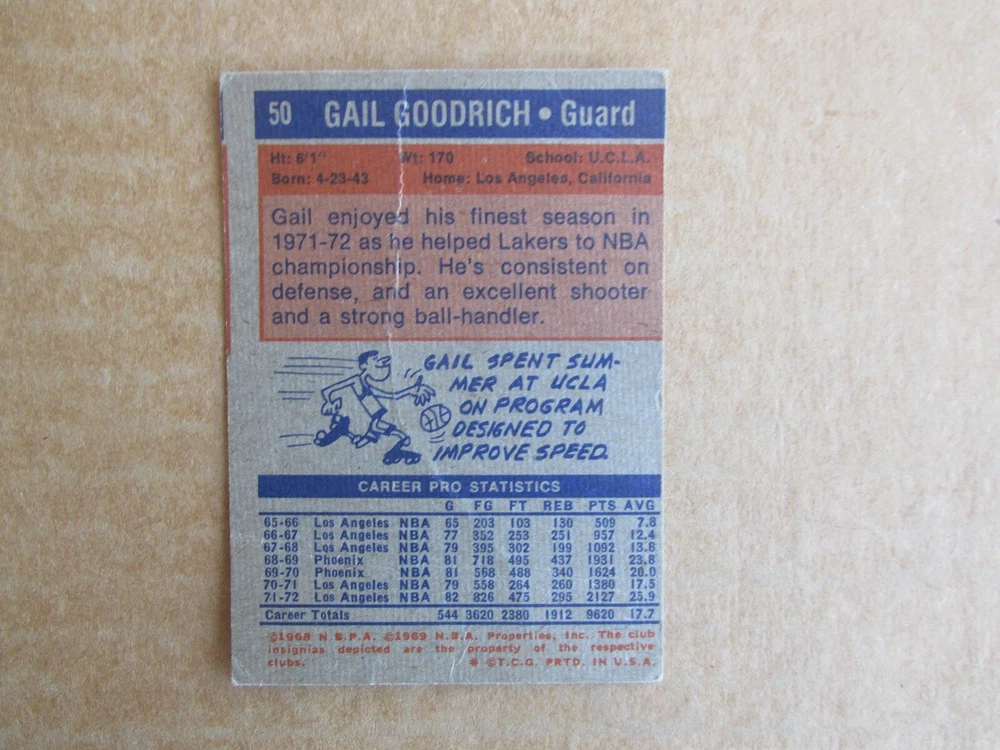 50 GAIL GOODRICH • Guard
Ht: 6'1" Wt: 170 School: U.C.L.A.
Born: 4-23-43 Home: Los Angeles, California
Gail enjoyed his finest season in
1971-72 as he helped Lakers to NBA
championship. He's consistent on
defense, and an excellent shooter
and a strong ball-handler.
GAIL SPENT SUM-
MER AT UCLA
ON PROGRAM
DESIGNED TO
IMPROVE SPEED.
CAREER PRO STATISTICS
G FG FT REB PTS AVG
65-66 Los Angeles NBA 65 203 103 130 509 7.8
66-67 Los Angeles NBA 77 352 253 251 957 12.4
67-68 Los Angeles NBA 79 395 302 199 1092 13.8
68-69 Phoenix NBA 81 718 495 437 1931 23.8
69-70 Phoenix NBA 81 568 488 340 1624 20.0
70-71 Los Angeles NBA 79 558 264 260 1380 17.5
71-72 Los Angeles NBA 82 826 475 295 2127 25.9
Career Totals 544 3620 2380 1912 9620 17.7
©1968 N.B.P.A. ©1969 N.B.A. Properties, Inc. The club
insignias depicted are the property of the respective
clubs. * ©T.C.G. PRTD. IN U.S.A.